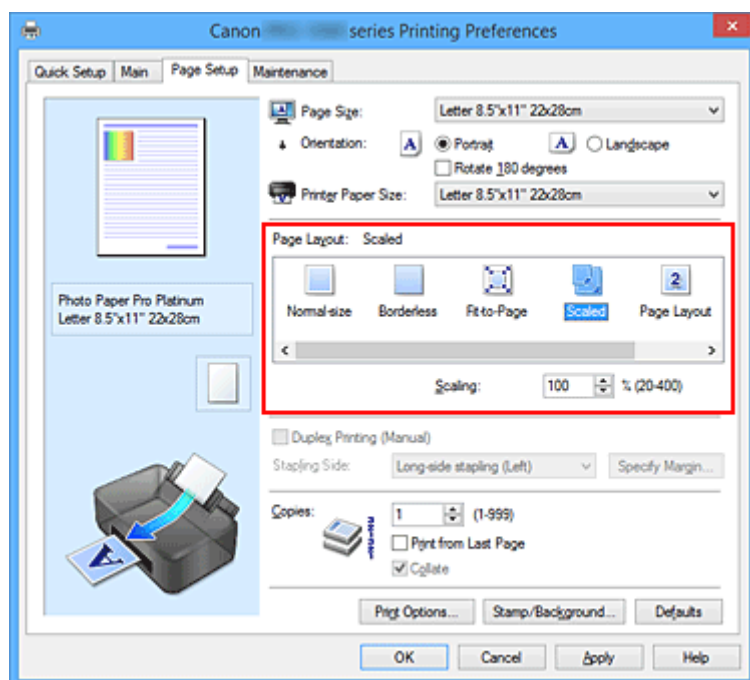 Canon series Printing Preferences
Quick Setup Main Page Setup Maintenance
Page Size: Letter 8.5"x11" 22x28cm
Orientation: A Portrait A Landscape
Rotate 180 degrees
Printer Paper Size: Letter 8.5"x11" 22x28cm
Page Layout: Scaled
Normal-size Borderless Fit-to-Page Scaled Page Layout
2
Scaling: 100 % (20-400)
Photo Paper Pro Platinum
Letter 8.5"x11" 22x28cm
Duplex Printing (Manual)
Stapling Side: Long-side stapling (Left) Specify Margin...
Copies: 1 (1-999)
Print from Last Page
Collate
A
Print Options... Stamp/Background... Defaults
OK Cancel Apply Help